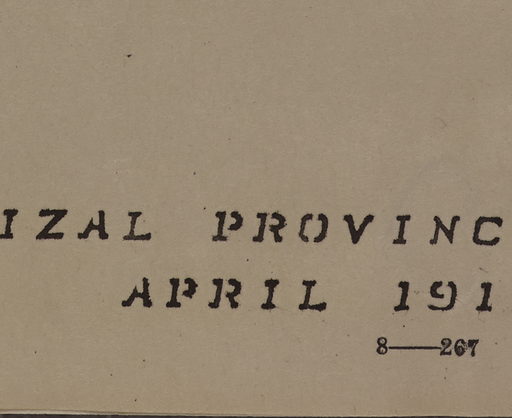 IZAL PROVINC
APRIL 191
8——267